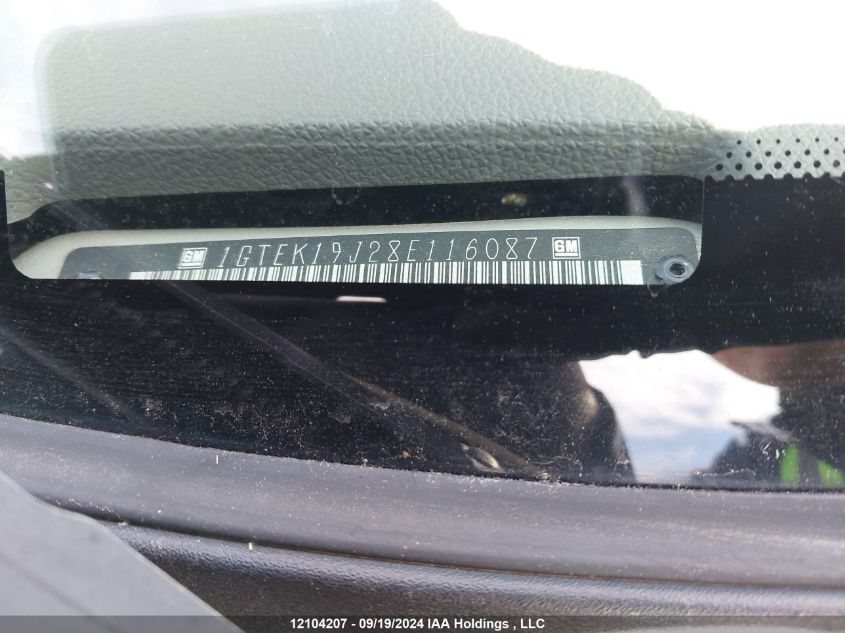 GM 1GTEK19J28E116087 GM
12104207 - 09/19/2024 IAA Holdings , LLC